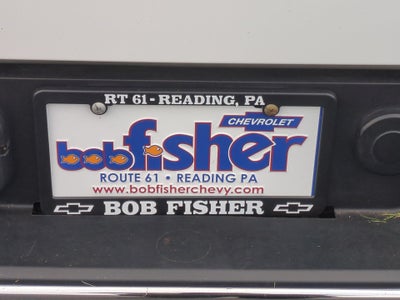 RT 61 - READING, PA
CHEVROLET
bobfisher
ROUTE 61 • READING PA
www.bobfisherchevy.com
BOB FISHER